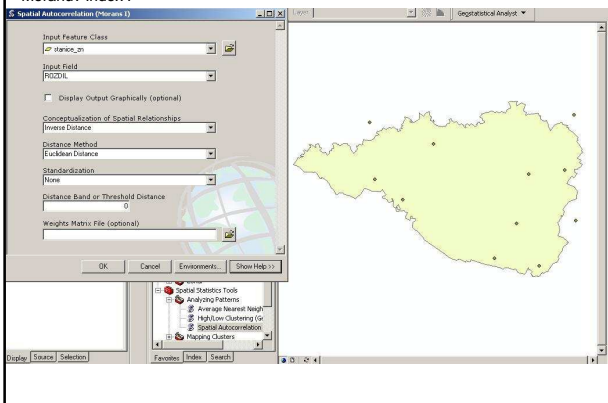 Spatial Autocorrelation (Morans I)
Layer:
Geostatistical Analyst
Input Feature Class
stanice_zn
Input Field
ROZDIL
Display Output Graphically (optional)
Conceptualization of Spatial Relationships
Inverse Distance
Distance Method
Euclidean Distance
Standardization
None
Distance Band or Threshold Distance
0
Weights Matrix File (optional)
OK
Cancel
Environments...
Show Help >>
Spatial Statistics Tools
Analyzing Patterns
Average Nearest Neigh
High/Low Clustering (Ge
Spatial Autocorrelation
Mapping Clusters
Display
Source
Selection
Favorites
Index
Search